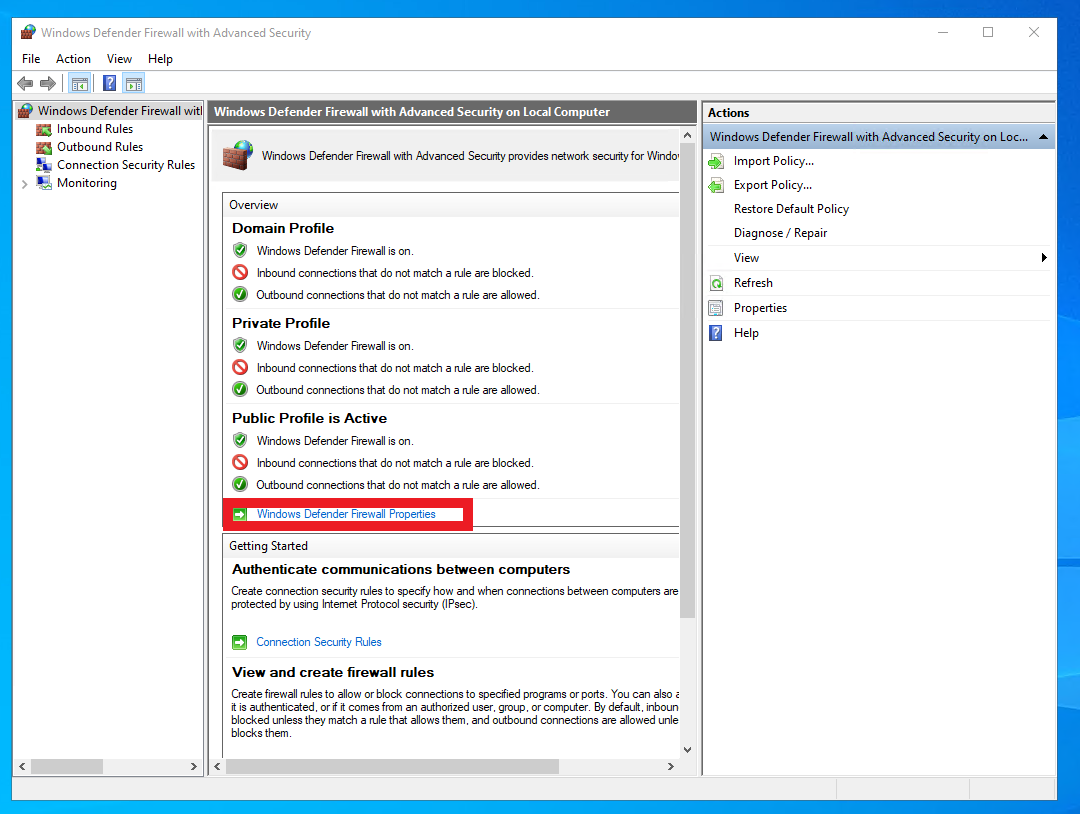 Windows Defender Firewall with Advanced Security
File Action View Help
Windows Defender Firewall wit
Inbound Rules
Outbound Rules
Connection Security Rules
Monitoring
Windows Defender Firewall with Advanced Security on Local Computer
Windows Defender Firewall with Advanced Security provides network security for Windo
Overview
Domain Profile
Windows Defender Firewall is on.
Inbound connections that do not match a rule are blocked.
Outbound connections that do not match a rule are allowed.
Private Profile
Windows Defender Firewall is on.
Inbound connections that do not match a rule are blocked.
Outbound connections that do not match a rule are allowed.
Public Profile is Active
Windows Defender Firewall is on.
Inbound connections that do not match a rule are blocked.
Outbound connections that do not match a rule are allowed.
Windows Defender Firewall Properties
Getting Started
Authenticate communications between computers
Create connection security rules to specify how and when connections between computers are
protected by using Internet Protocol security (IPsec).
Connection Security Rules
View and create firewall rules
Create firewall rules to allow or block connections to specified programs or ports. You can also a
it is authenticated, or if it comes from an authorized user, group, or computer. By default, inboun
blocked unless they match a rule that allows them, and outbound connections are allowed unle
blocks them.
Actions
Windows Defender Firewall with Advanced Security on Loc...
Import Policy...
Export Policy...
Restore Default Policy
Diagnose / Repair
View
Refresh
Properties
Help